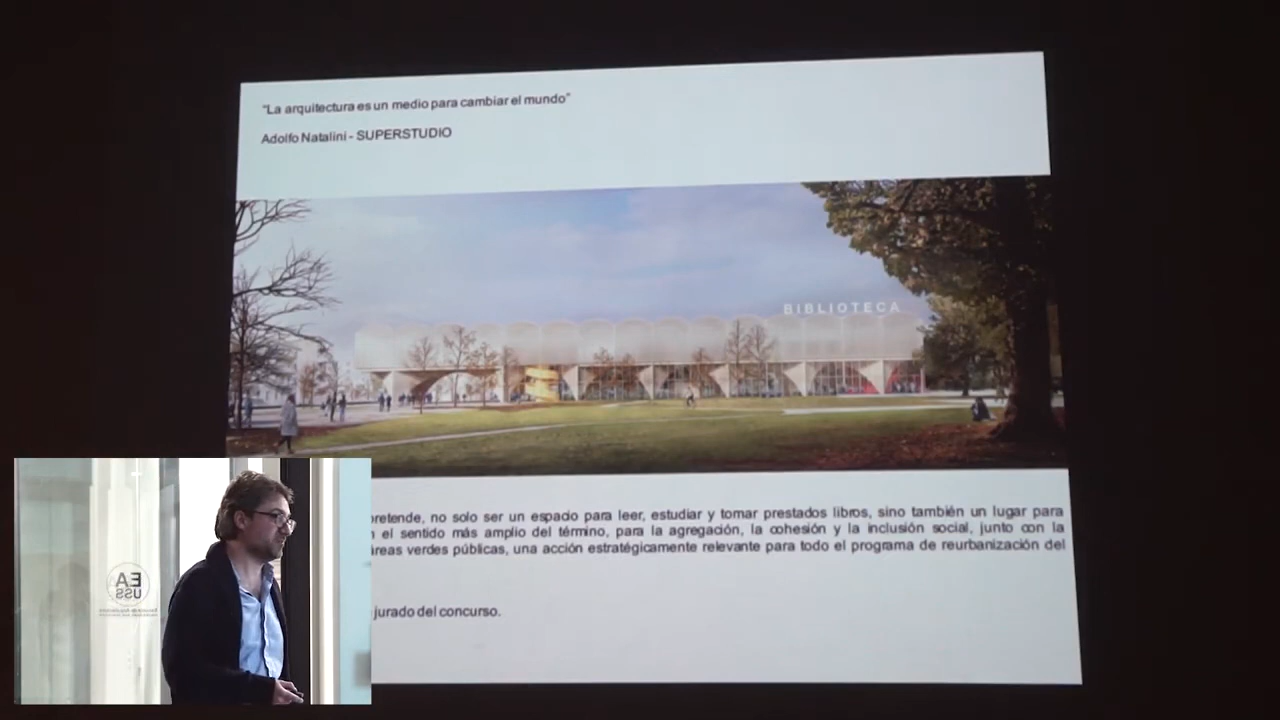 “La arquitectura es un medio para cambiar el mundo”
Adolfo Natalini - SUPERSTUDIO
BIBLIOTECA
pretende, no solo ser un espacio para leer, estudiar y tomar prestados libros, sino también un lugar para
el sentido más amplio del término, para la agregación, la cohesión y la inclusión social, junto con la
áreas verdes públicas, una acción estratégicamente relevante para todo el programa de reurbanización del
jurado del concurso.
EA
USS